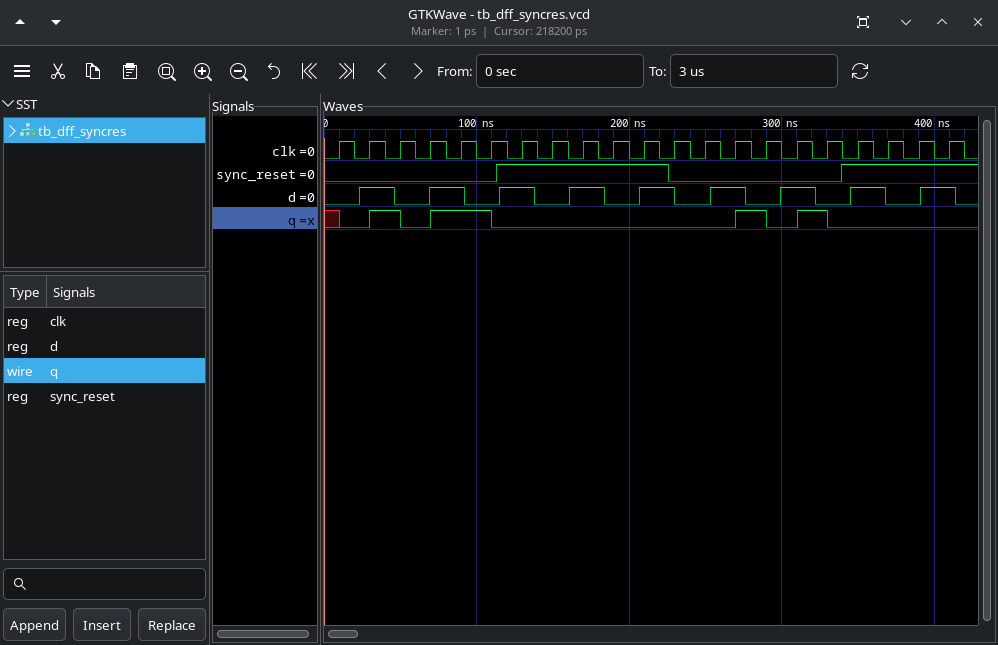 GTKWave - tb_dff_syncres.vcd
Marker: 1 ps | Cursor: 218200 ps
From: 0 sec To: 3 us
SST
tb_dff_syncres
Type Signals
reg clk
reg d
wire q
reg sync_reset
Append Insert Replace
Signals
clk =0
sync_reset =0
d =0
q =x
Waves
0 100 ns 200 ns 300 ns 400 ns